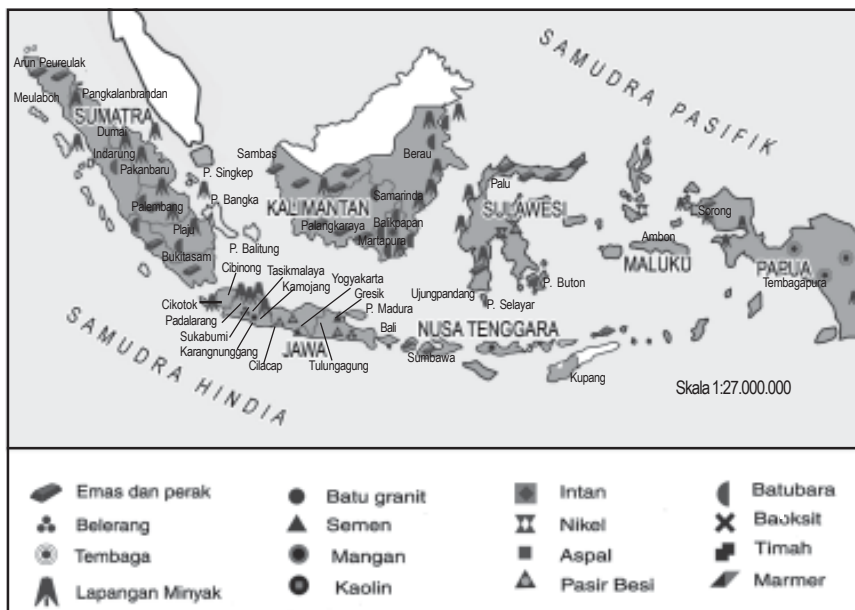 SAMUDRA PASIFIK
Arun Peureulak
Pangkalanbrandan
Meulaboh
SUMATRA
Dumai
Indarung
Pakanbaru
P. Singkep
Sambas
Berau
P. Bangka
KALIMANTAN
Samarinda
Palembang
Palangkaraya
Balikpapan
Plaju
Martapura
Bukitasam
P. Balitung
Palu
SULAWESI
Sorong
Ambon
MALUKU
PAPUA
Tembagapura
Cibinong
Tasikmalaya
Kamojang
Yogyakarta
Gresik
P. Madura
Ujungpandang
P. Buton
P. Selayar
Cikotok
Padalarang
Sukabumi
Karangnunggang
Cilacap
JAWA
Tulungagung
Bali
NUSA TENGGARA
Sumbawa
Kupang
SAMUDRA HINDIA
Skala 1:27.000.000
Emas dan perak
Batu granit
Intan
Batubara
Belerang
Semen
Nikel
Bauksit
Tembaga
Mangan
Aspal
Timah
Lapangan Minyak
Kaolin
Pasir Besi
Marmer